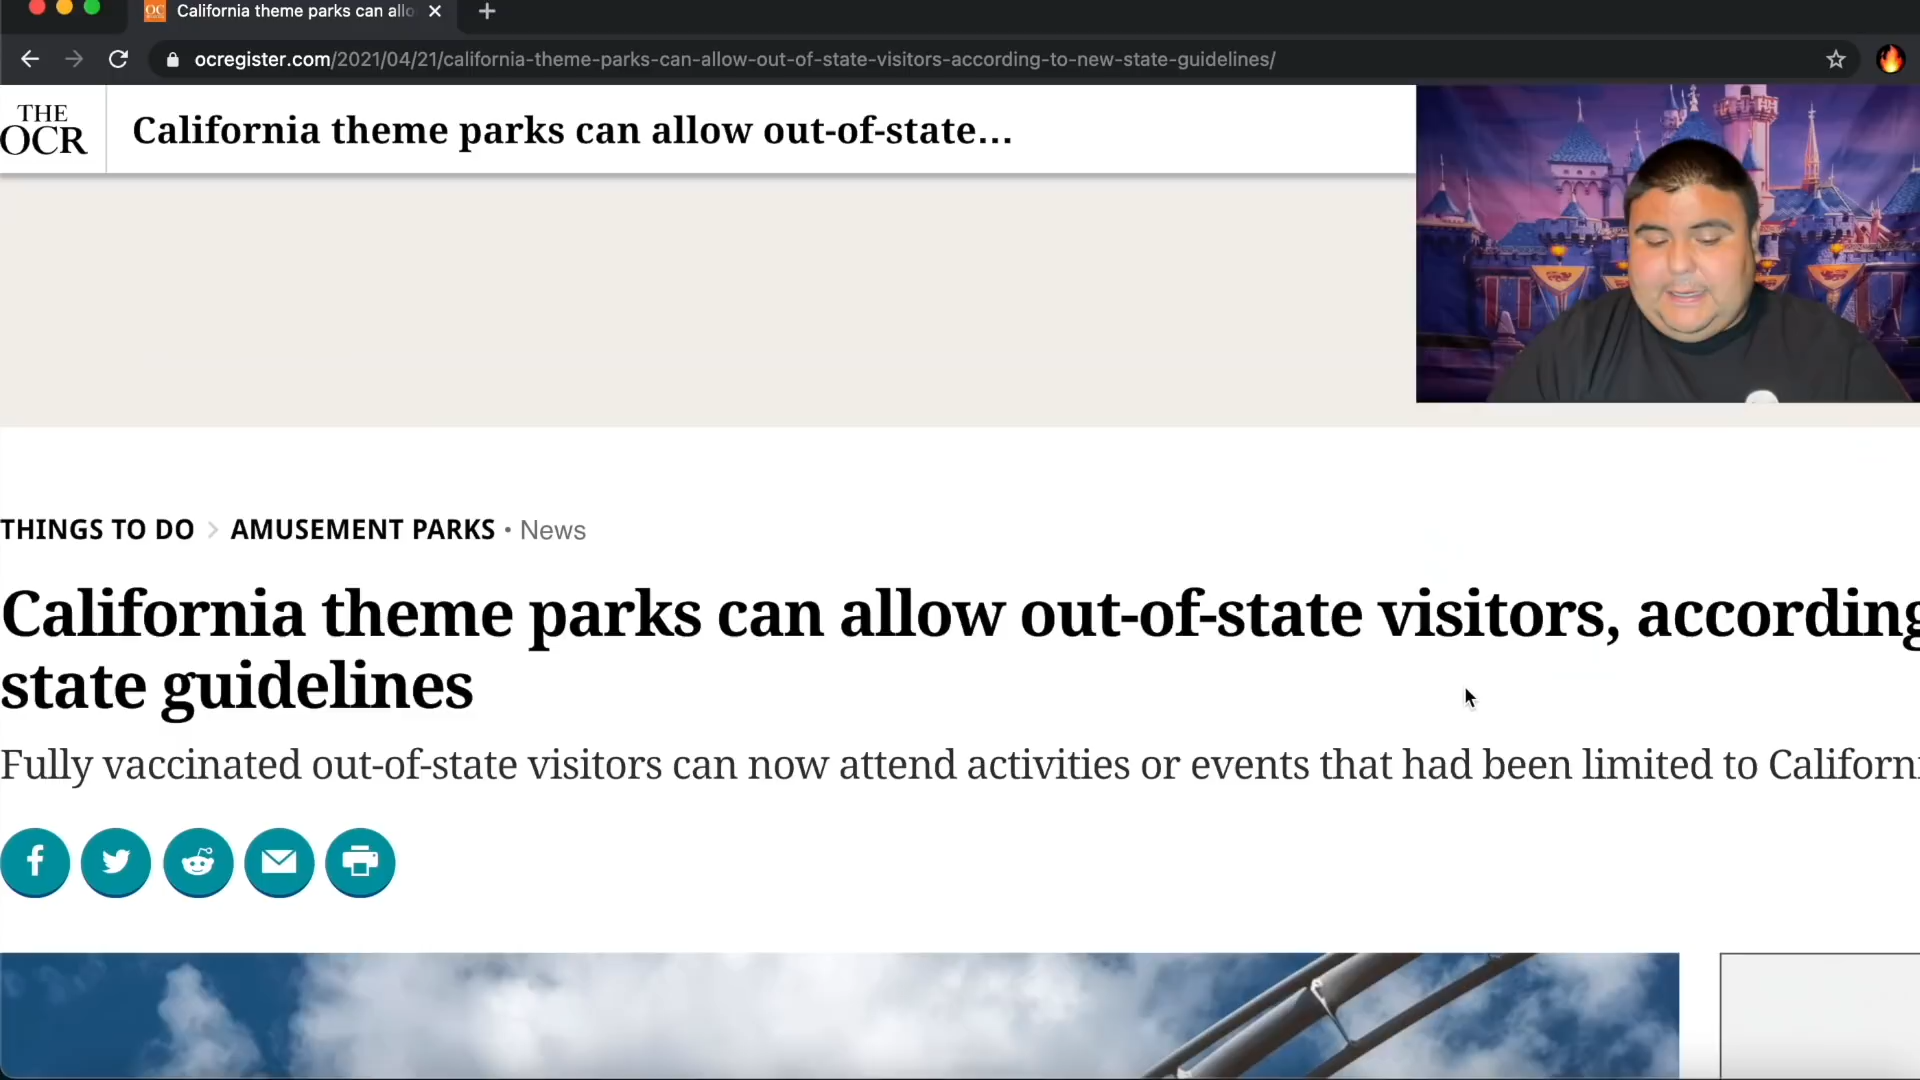 OC
California theme parks can allo
ocregister.com/2021/04/21/california-theme-parks-can-allow-out-of-state-visitors-according-to-new-state-guidelines/
THE
OCR
California theme parks can allow out-of-state...
THINGS TO DO > AMUSEMENT PARKS • News
California theme parks can allow out-of-state visitors, according
state guidelines
Fully vaccinated out-of-state visitors can now attend activities or events that had been limited to Californi